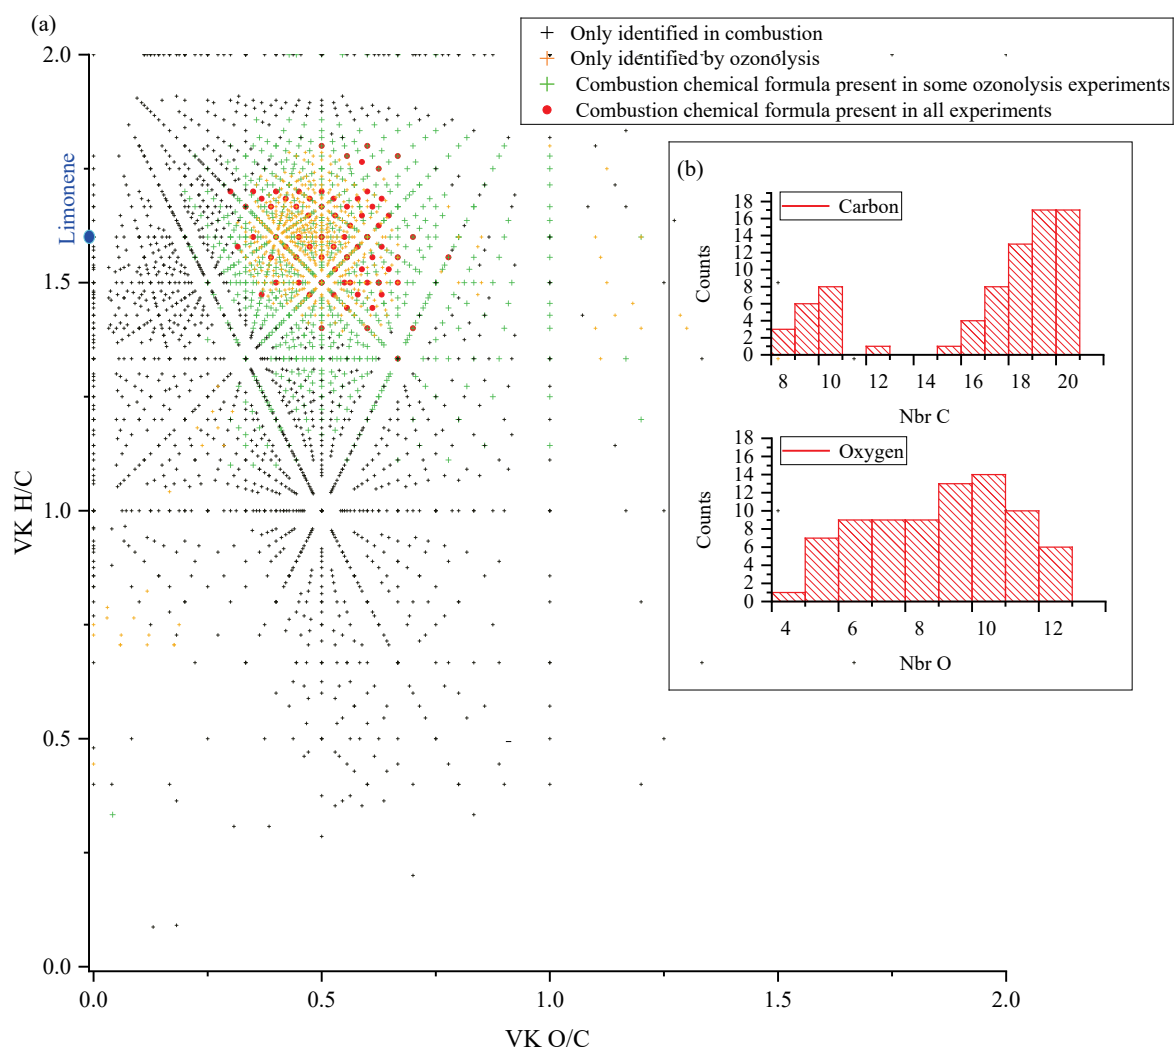 (a)
Only identified in combustion
Only identified by ozonolysis
Combustion chemical formula present in some ozonolysis experiments
Combustion chemical formula present in all experiments
2.0
1.5
1.0
0.5
0.0
VK H/C
Limonene
0.0 0.5 1.0 1.5 2.0
VK O/C
(b)
Carbon
18
16
14
12
10
8
6
4
2
0
Counts
8 10 12 14 16 18 20
Nbr C
Oxygen
18
16
14
12
10
8
6
4
2
0
Counts
4 6 8 10 12
Nbr O